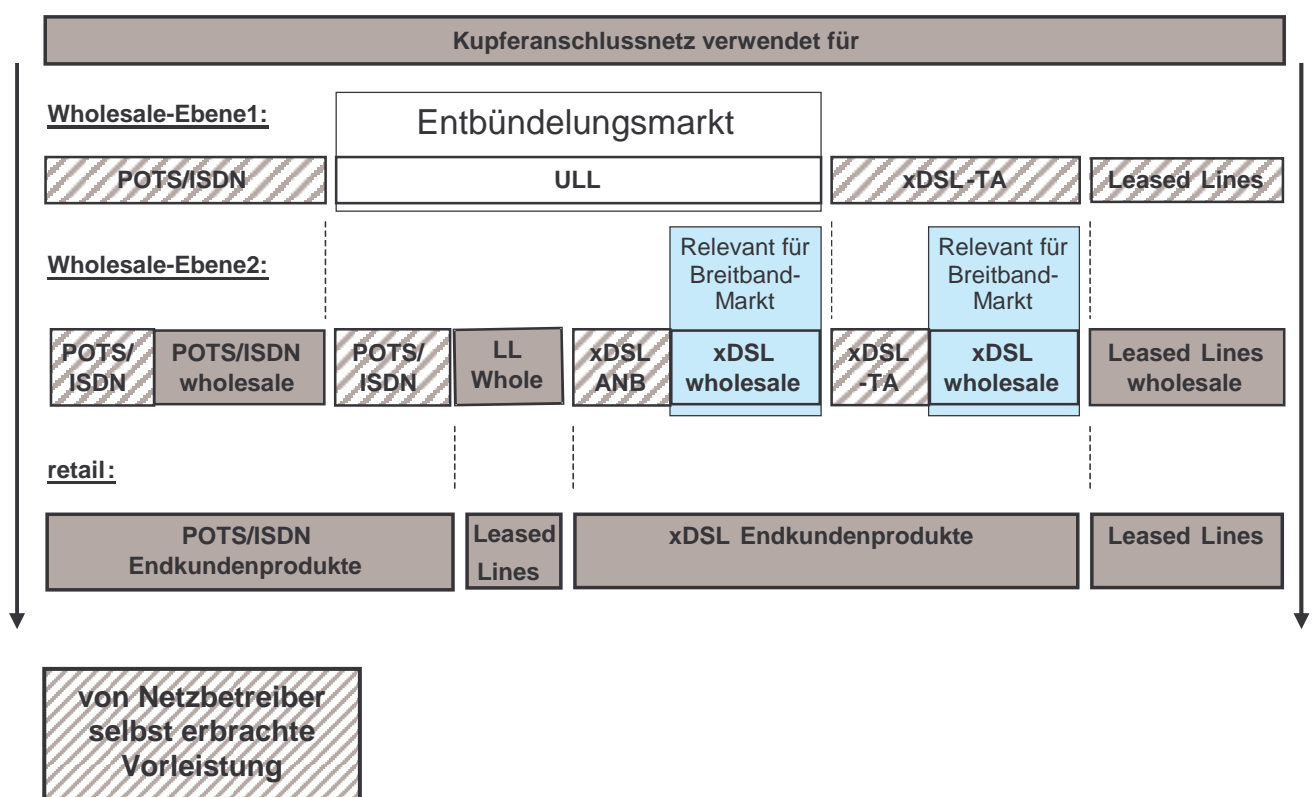 Kupferanschlussnetz verwendet für
Wholesale-Ebene1:
Entbündelungsmarkt
POTS/ISDN
ULL
xDSL-TA
Leased Lines
Wholesale-Ebene2:
Relevant für
Breitband-
Markt
Relevant für
Breitband-
Markt
POTS/
ISDN
POTS/ISDN
wholesale
POTS/
ISDN
LL
Whole
xDSL
ANB
xDSL
wholesale
xDSL
-TA
xDSL
wholesale
Leased Lines
wholesale
retail:
POTS/ISDN
Endkundenprodukte
Leased
Lines
xDSL Endkundenprodukte
Leased Lines
von Netzbetreiber
selbst erbrachte
Vorleistung